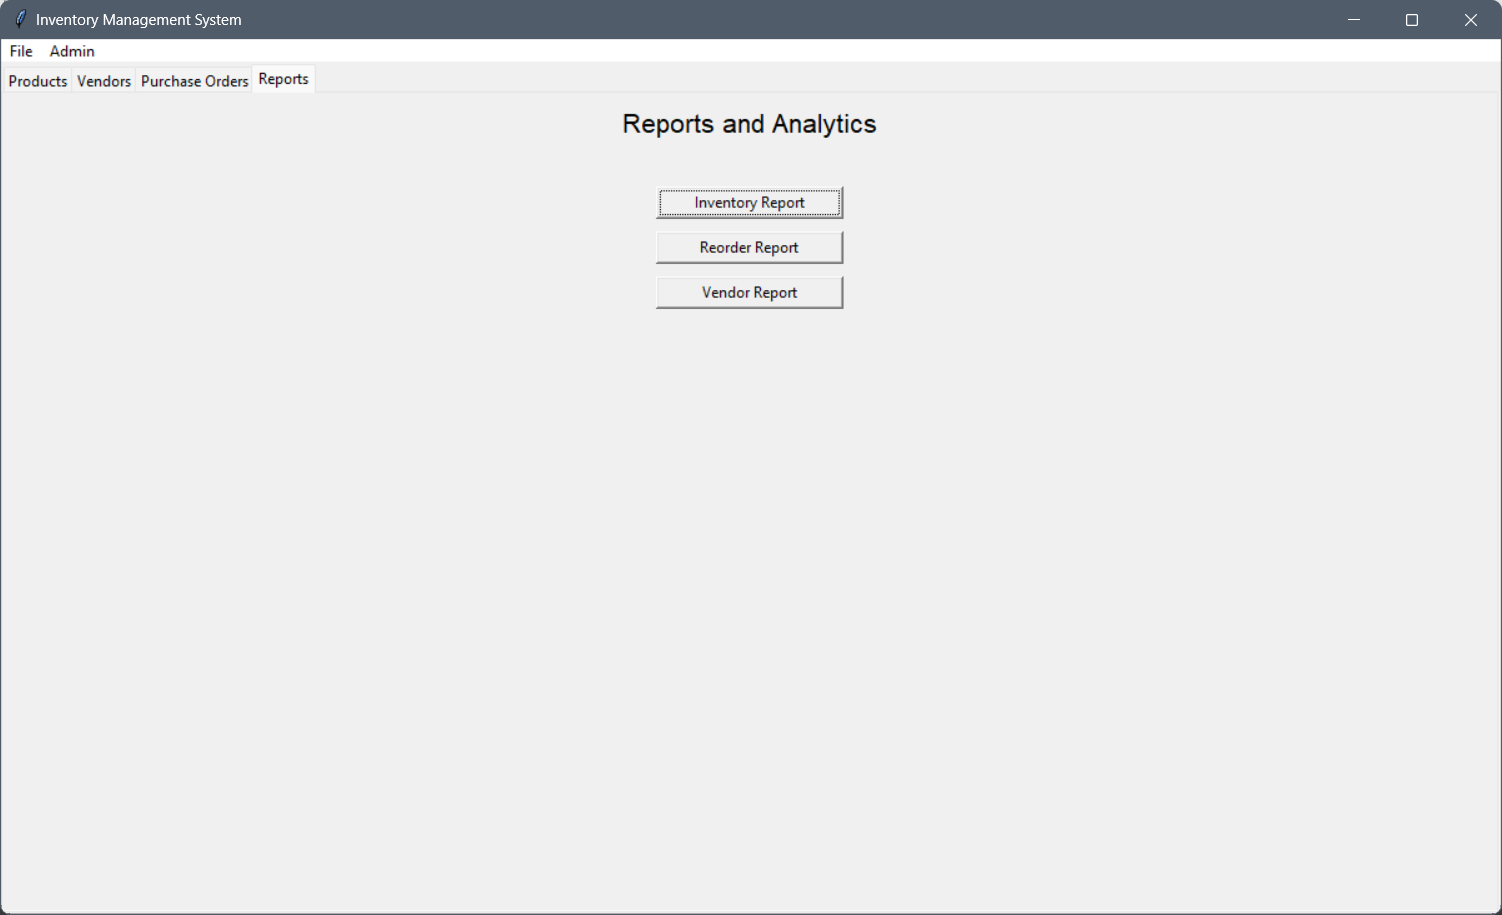 Inventory Management System
File Admin
Products Vendors Purchase Orders Reports
Reports and Analytics
Inventory Report
Reorder Report
Vendor Report